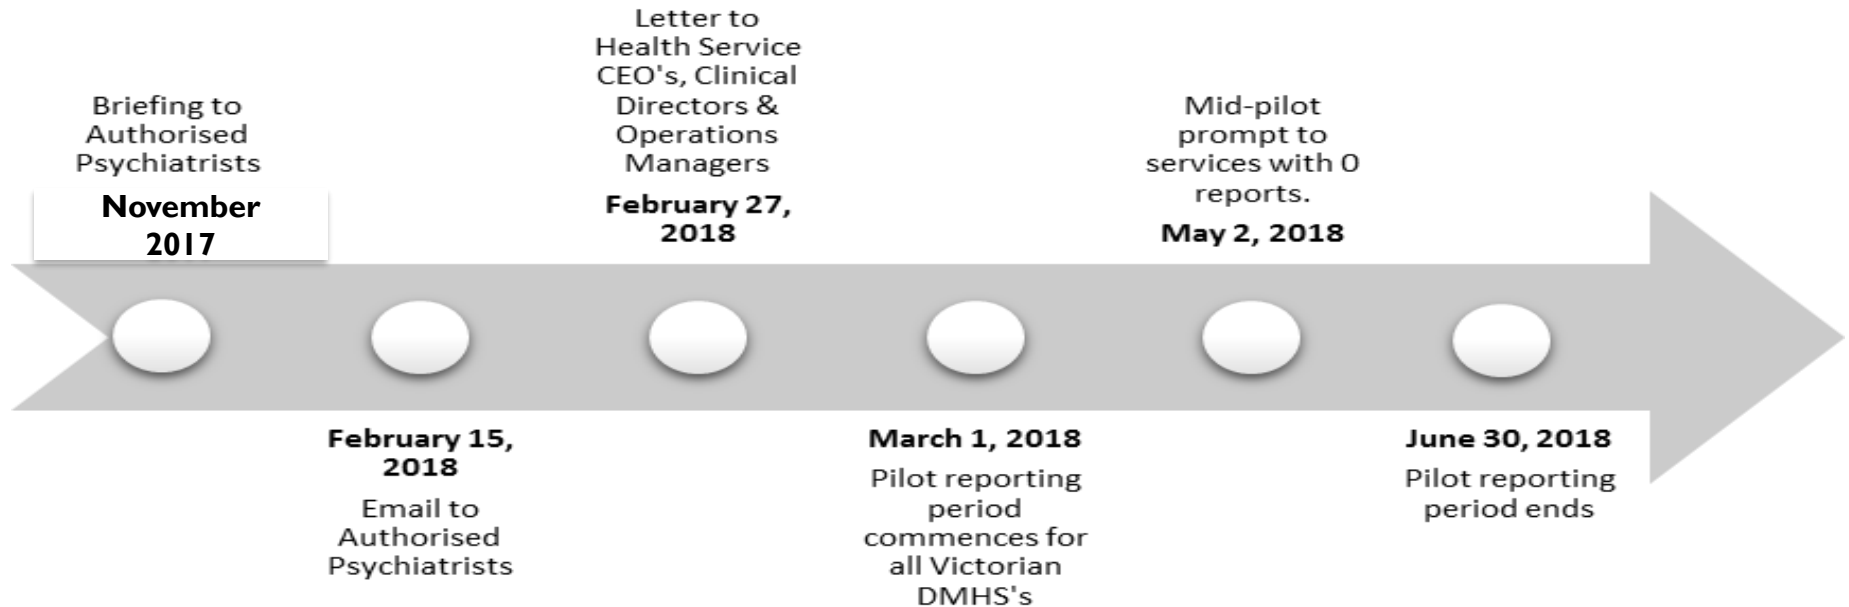 Briefing to
Authorised
Psychiatrists
November
2017
February 15,
2018
Email to
Authorised
Psychiatrists
Letter to
Health Service
CEO's, Clinical
Directors &
Operations
Managers
February 27,
2018
March 1, 2018
Pilot reporting
period
commences for
all Victorian
DMHS's
Mid-pilot
prompt to
services with 0
reports.
May 2, 2018
June 30, 2018
Pilot reporting
period ends